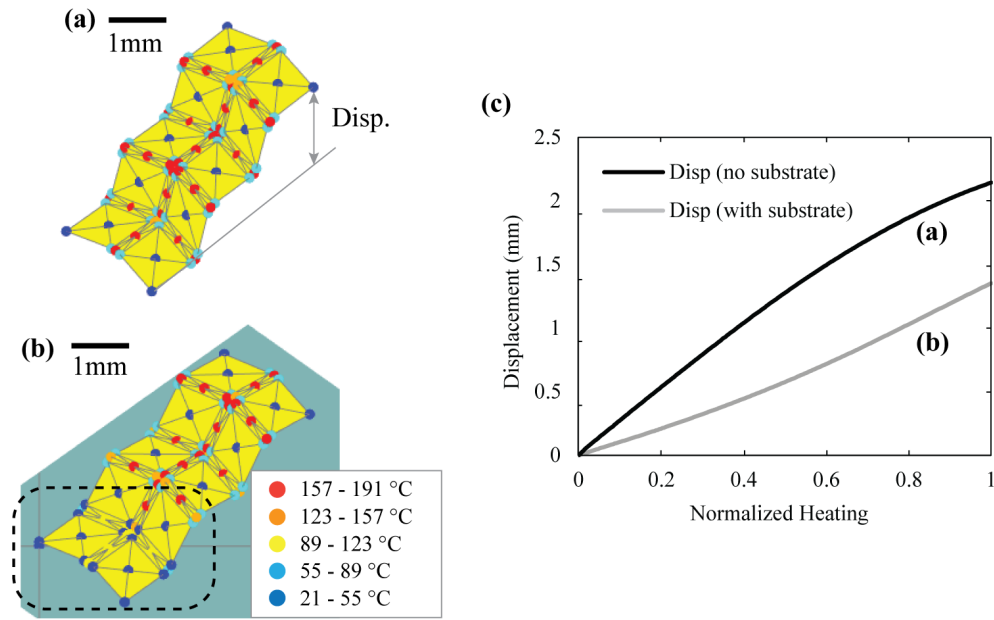 (a)
1mm
Disp.
(b)
1mm
157 - 191 °C
123 - 157 °C
89 - 123 °C
55 - 89 °C
21 - 55 °C
(c)
2.5
2
1.5
1
0.5
0
Displacement (mm)
Disp (no substrate)
Disp (with substrate)
(a)
(b)
0
0.2
0.4
0.6
0.8
1
Normalized Heating